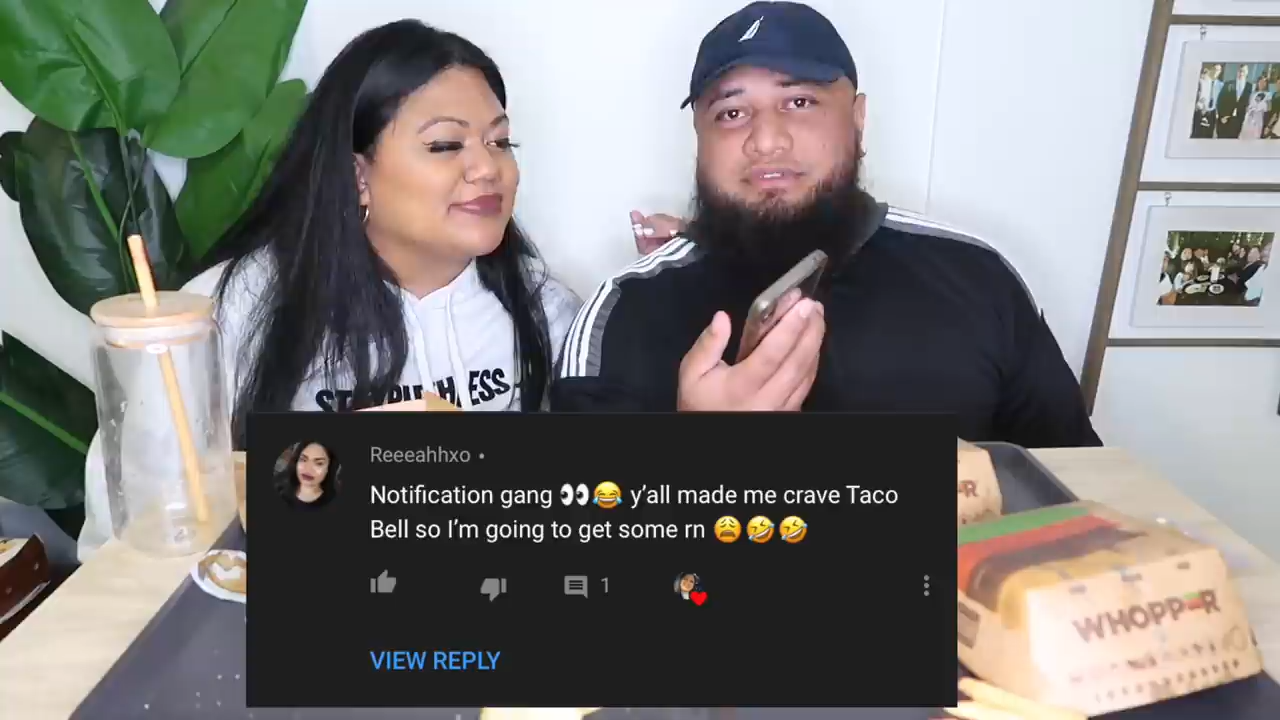 Reeeahhxo •
Notification gang 👀😂 y’all made me crave Taco
Bell so I’m going to get some rn 😩🤣🤣
1
VIEW REPLY
WHOPPER